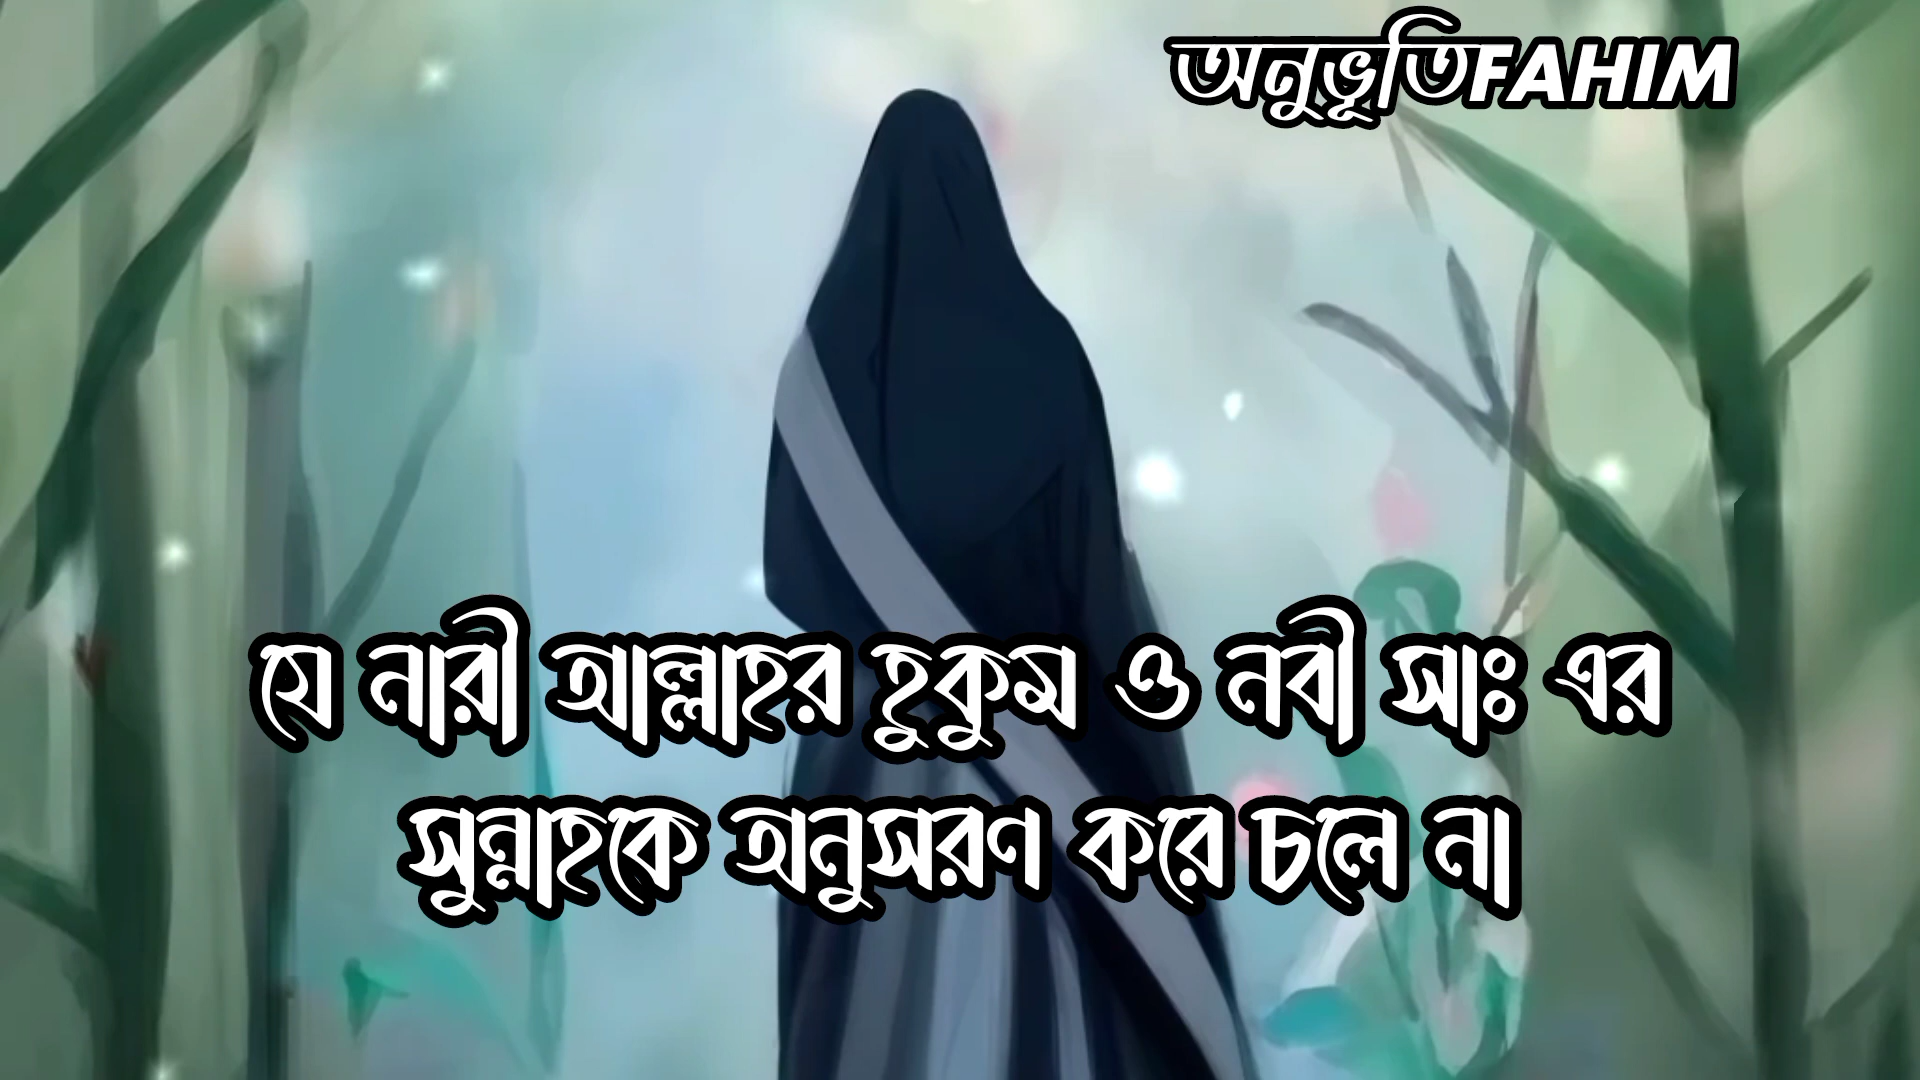 অনুভূতিFAHIM
যে নারী আল্লাহর হুকুম ও নবী সাঃ এর
সুন্নাহকে অনুসরণ করে চলে না